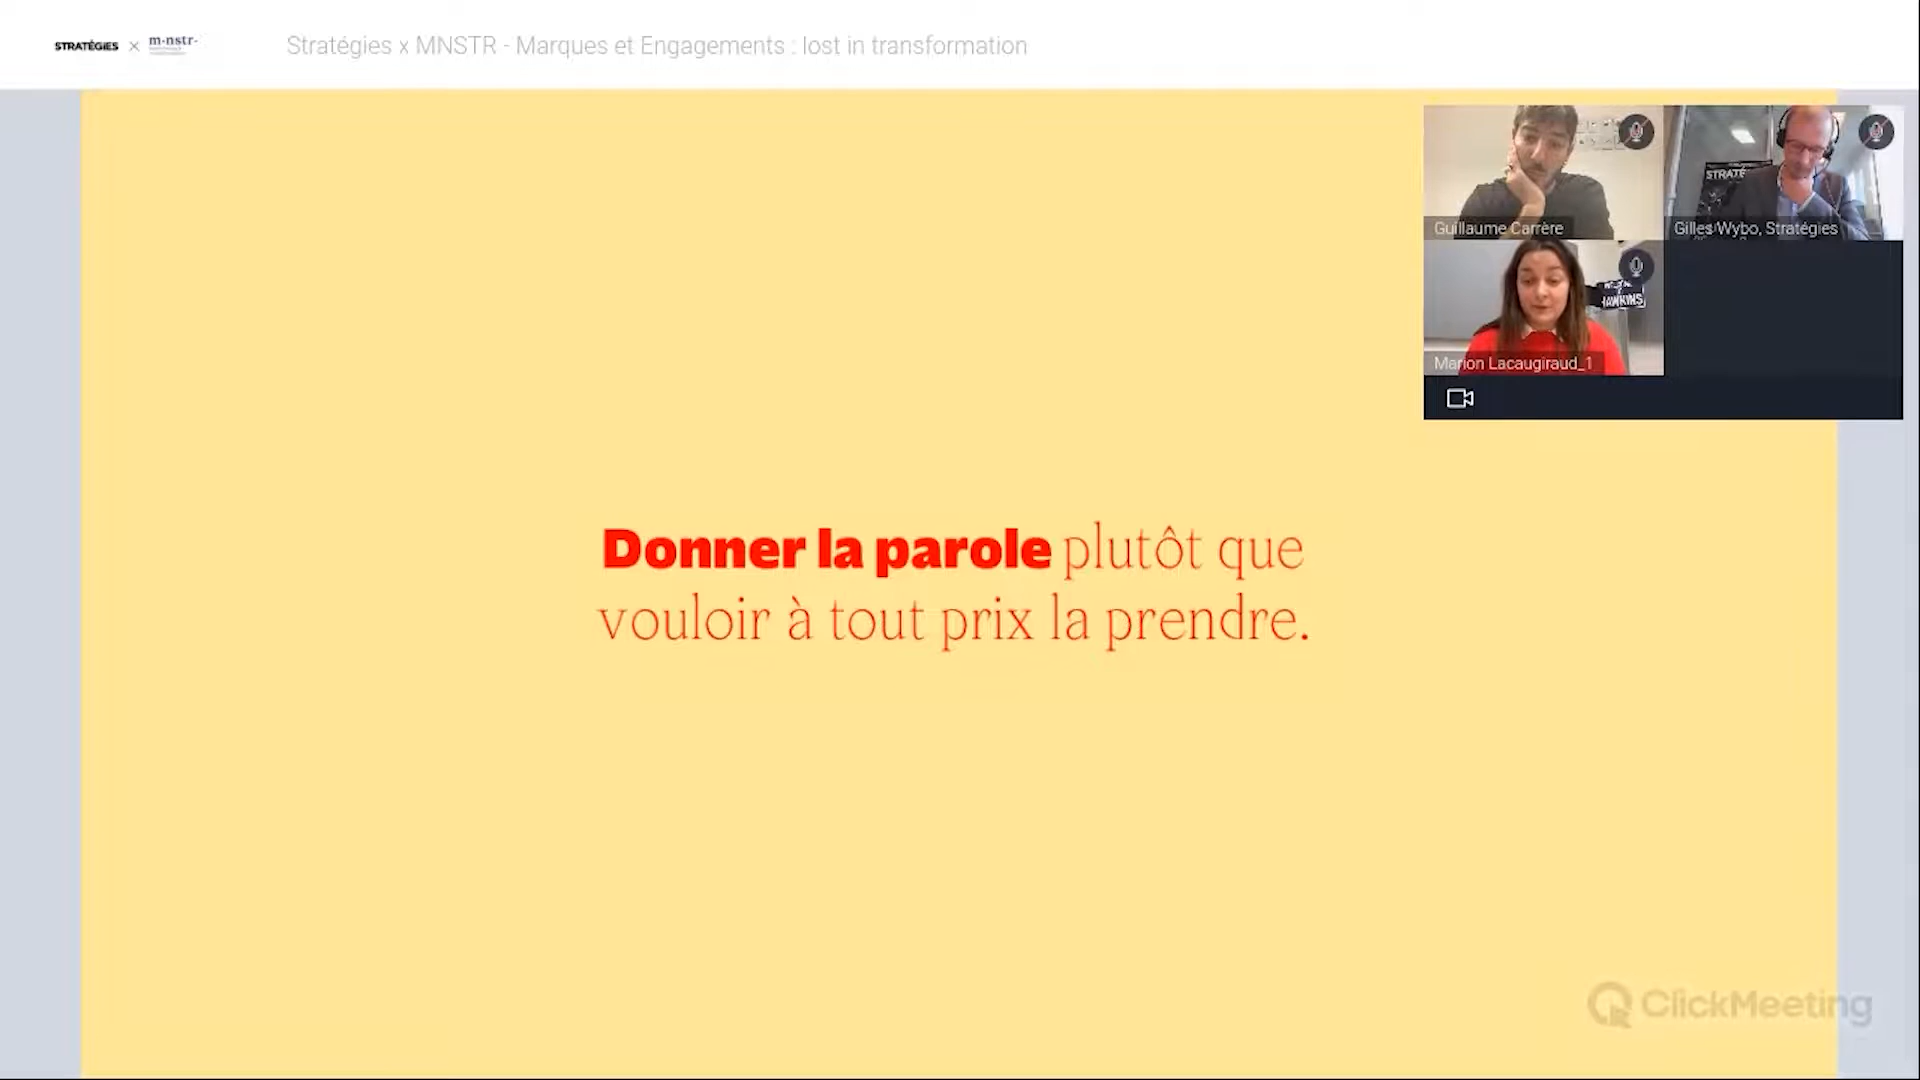 STRATÉGIES × m-nstr-
Stratégies x MNSTR - Marques et Engagements : lost in transformation
Guillaume Carrère
STRATÉ
Gilles Wybo, Stratégies
HAWKINS
Marion Lacaugiraud_1
Donner la parole plutôt que
vouloir à tout prix la prendre.
ClickMeeting